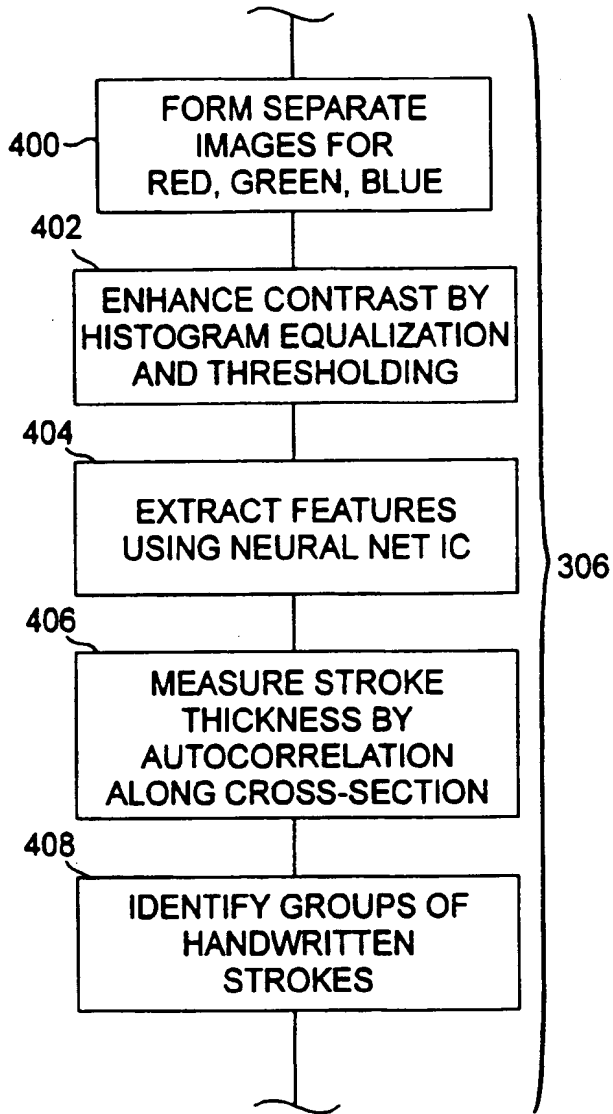 400
FORM SEPARATE
IMAGES FOR
RED, GREEN, BLUE
402
ENHANCE CONTRAST BY
HISTOGRAM EQUALIZATION
AND THRESHOLDING
404
EXTRACT FEATURES
USING NEURAL NET IC
306
406
MEASURE STROKE
THICKNESS BY
AUTOCORRELATION
ALONG CROSS-SECTION
408
IDENTIFY GROUPS OF
HANDWRITTEN
STROKES